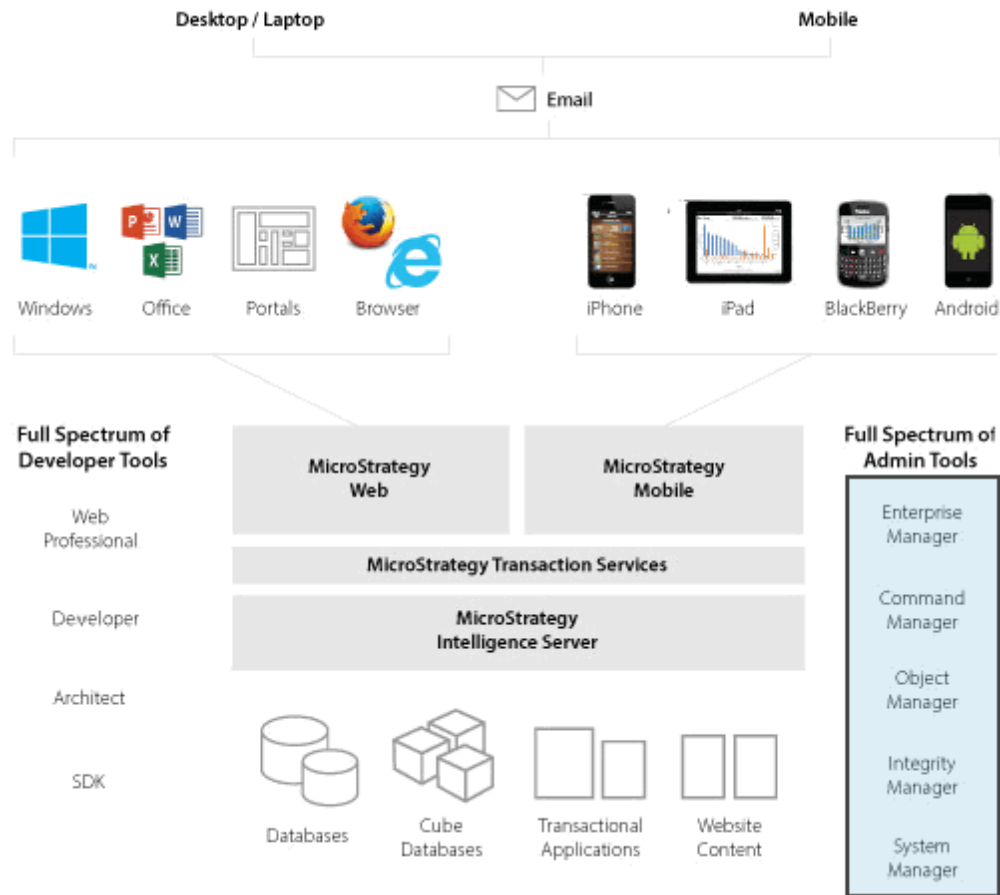 Desktop / Laptop
Mobile
Email
P
W
X
Windows
Office
Portals
Browser
iPhone
iPad
BlackBerry
Android
Full Spectrum of
Developer Tools
Web
Professional
Developer
Architect
SDK
MicroStrategy
Web
MicroStrategy
Mobile
MicroStrategy Transaction Services
MicroStrategy
Intelligence Server
Databases
Cube
Databases
Transactional
Applications
Website
Content
Full Spectrum of
Admin Tools
Enterprise
Manager
Command
Manager
Object
Manager
Integrity
Manager
System
Manager